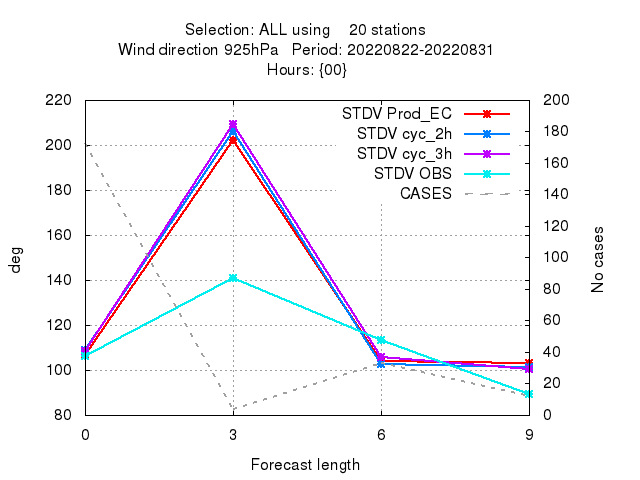 Selection: ALL using 20 stations
Wind direction 925hPa Period: 20220822-20220831
Hours: {00}
220 200
200 180
180 160
160 140
140 120
120 100
100 80
80 60
40
20
0
STDV Prod_EC
STDV cyc_2h
STDV cyc_3h
STDV OBS
CASES
deg
No cases
0 3 6 9
Forecast length